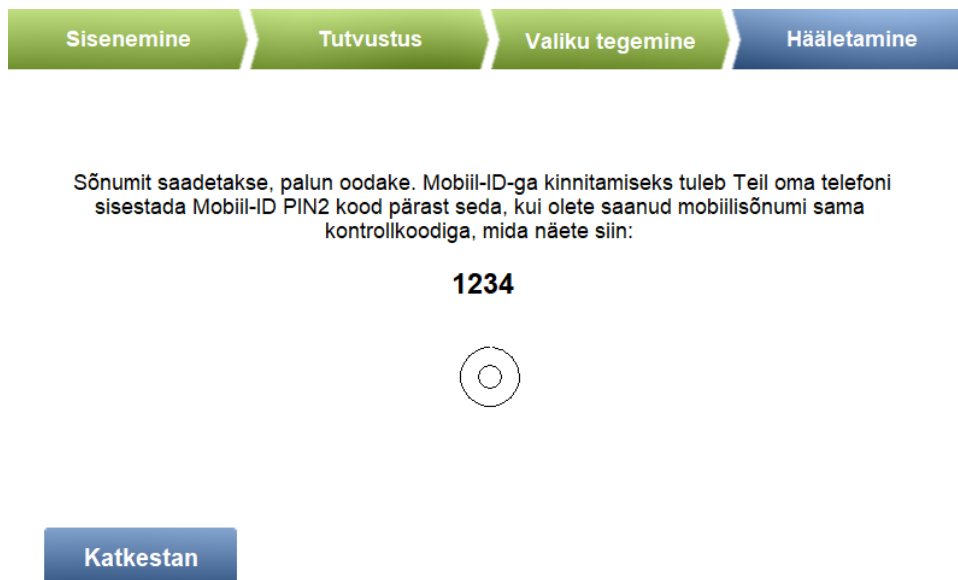 Sisenemine
Tutvustus
Valiku tegemine
Hääletamine
Sõnumit saadetakse, palun oodake. Mobiil-ID-ga kinnitamiseks tuleb Teil oma telefoni
sisestada Mobiil-ID PIN2 kood pärast seda, kui olete saanud mobiilisõnumi sama
kontrollkoodiga, mida näete siin:
1234
Katkestan